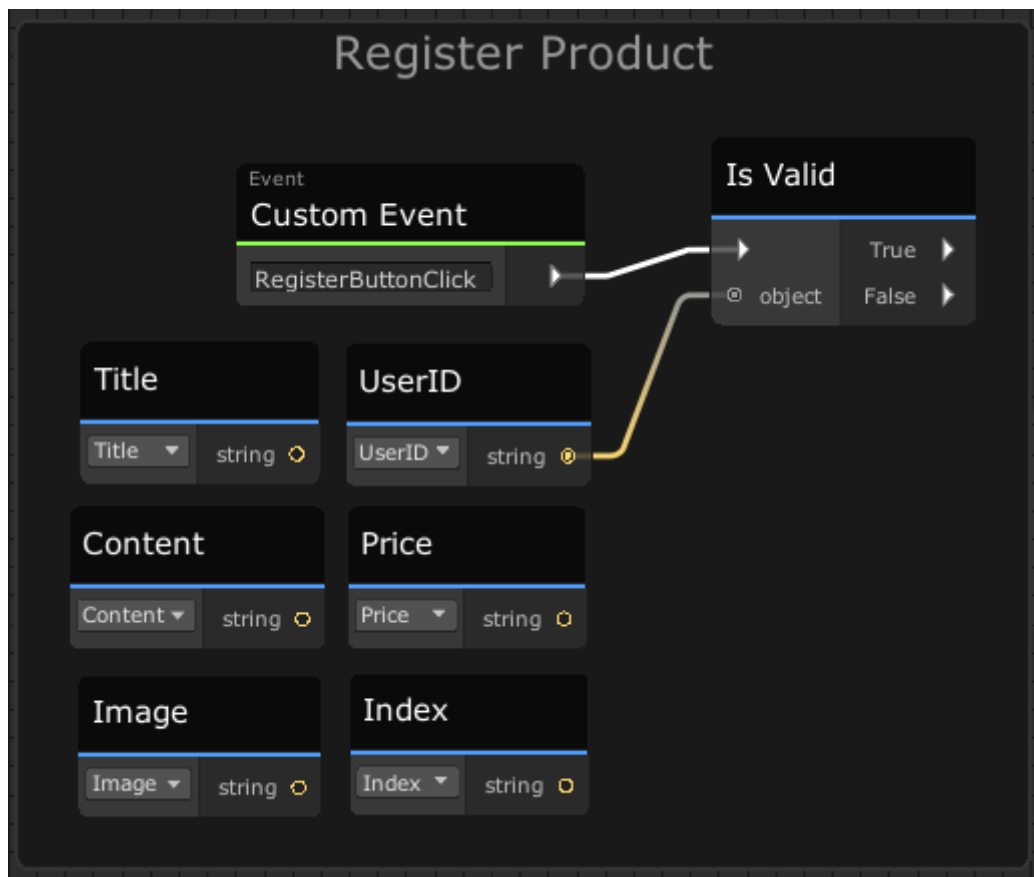 Register Product
Event
Custom Event
RegisterButtonClick
Is Valid
True
object
False
Title
Title
string
UserID
UserID
string
Content
Content
string
Price
Price
string
Image
Image
string
Index
Index
string